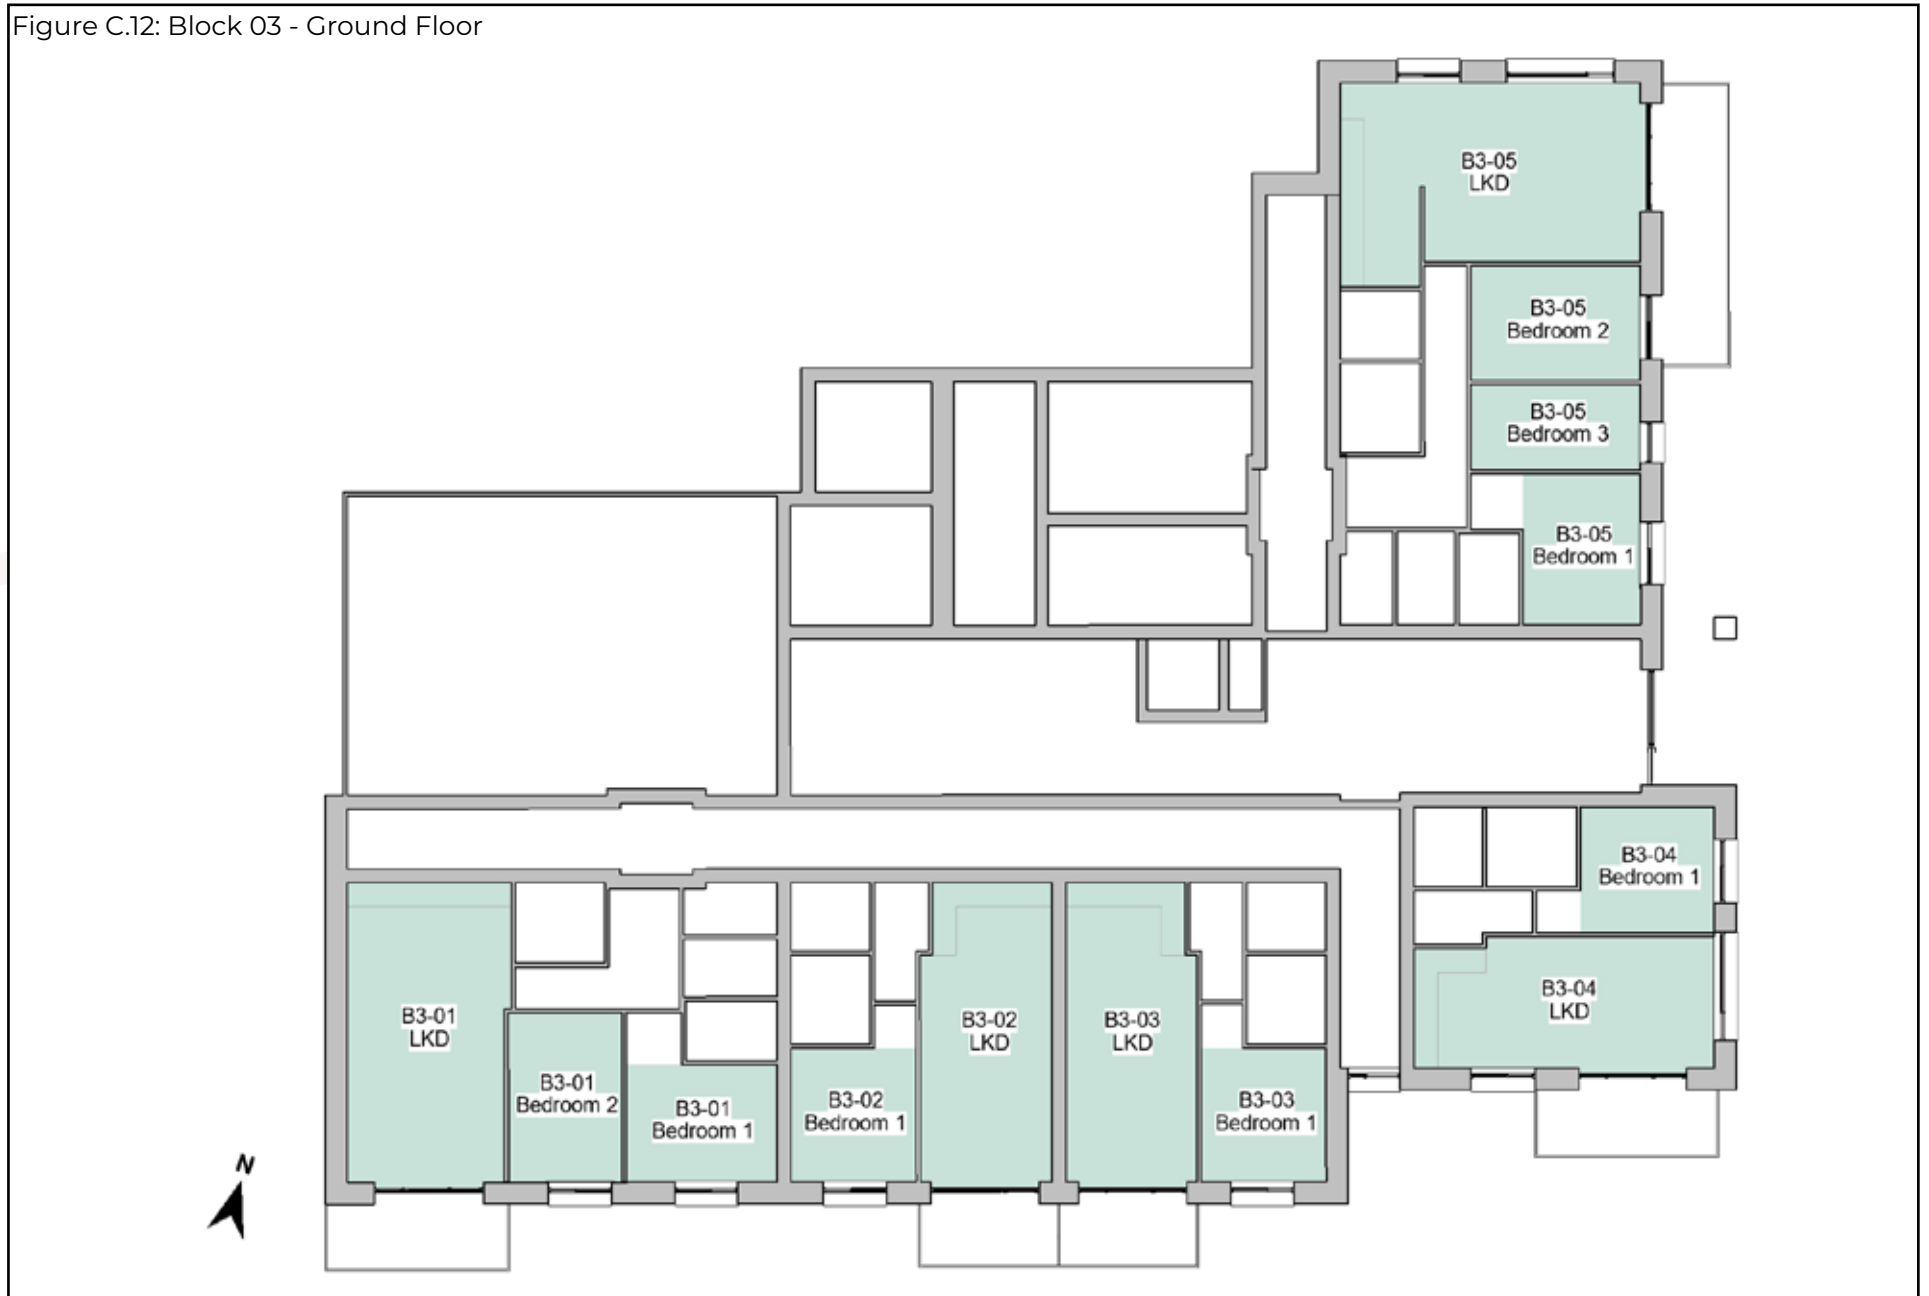 Figure C.12: Block 03 - Ground Floor
B3-05
LKD
B3-05
Bedroom 2
B3-05
Bedroom 3
B3-05
Bedroom 1
B3-04
Bedroom 1
B3-04
LKD
B3-01
LKD
B3-01
Bedroom 2
B3-01
Bedroom 1
B3-02
Bedroom 1
B3-02
LKD
B3-03
LKD
B3-03
Bedroom 1
N